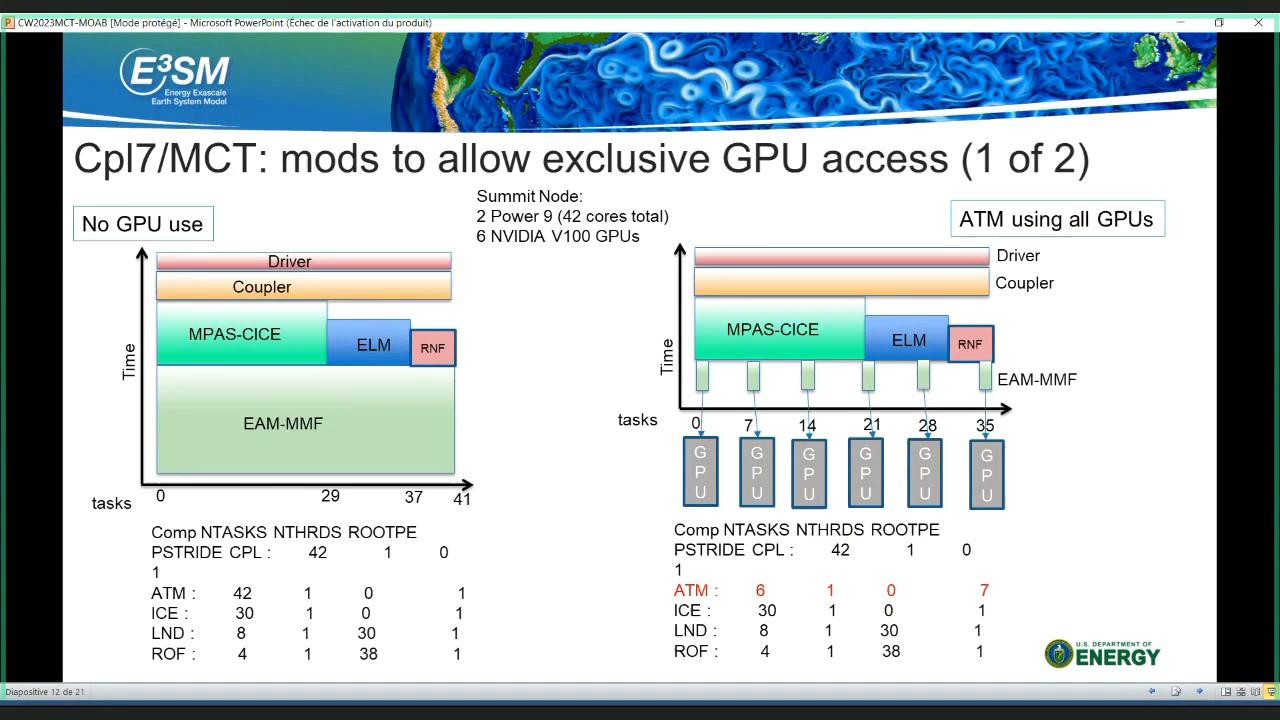 CW2023MCT-MOAB [Mode protégé] - Microsoft PowerPoint (Échec de l'activation du produit)
E3SM
Energy Exascale
Earth System Model
Cpl7/MCT: mods to allow exclusive GPU access (1 of 2)
Summit Node:
2 Power 9 (42 cores total)
6 NVIDIA V100 GPUs
No GPU use
Driver
Coupler
MPAS-CICE
ELM
RNF
EAM-MMF
Time
tasks
0 29 37 41
Comp NTASKS NTHRDS ROOTPE
PSTRIDE CPL : 42 1 0
1
ATM : 42 1 0 1
ICE : 30 1 0 1
LND : 8 1 30 1
ROF : 4 1 38 1
ATM using all GPUs
Driver
Coupler
MPAS-CICE
ELM
RNF
EAM-MMF
Time
tasks
0 7 14 21 28 35
GPU GPU GPU GPU GPU GPU
Comp NTASKS NTHRDS ROOTPE
PSTRIDE CPL : 42 1 0
1
ATM : 6 1 0 7
ICE : 30 1 0 1
LND : 8 1 30 1
ROF : 4 1 38 1
U.S. DEPARTMENT OF
ENERGY
Diapositive 12 de 21